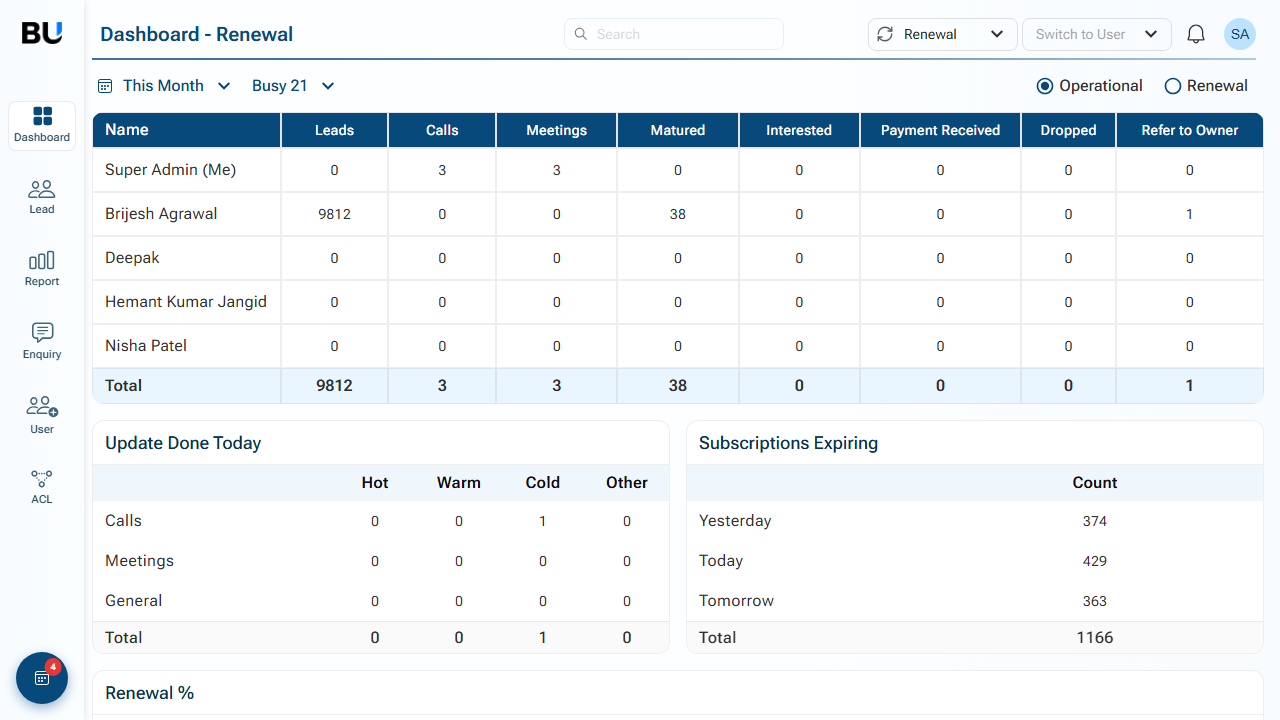 BU
Dashboard - Renewal
Search
Renewal
Switch to User
SA
This Month
Busy 21
Operational
Renewal
Dashboard
Lead
Report
Enquiry
User
ACL
4
Name Leads Calls Meetings Matured Interested Payment Received Dropped Refer to Owner
Super Admin (Me) 0 3 3 0 0 0 0 0
Brijesh Agrawal 9812 0 0 38 0 0 0 1
Deepak 0 0 0 0 0 0 0 0
Hemant Kumar Jangid 0 0 0 0 0 0 0 0
Nisha Patel 0 0 0 0 0 0 0 0
Total 9812 3 3 38 0 0 0 1
Update Done Today
Hot Warm Cold Other
Calls 0 0 1 0
Meetings 0 0 0 0
General 0 0 0 0
Total 0 0 1 0
Subscriptions Expiring
Count
Yesterday 374
Today 429
Tomorrow 363
Total 1166
Renewal %